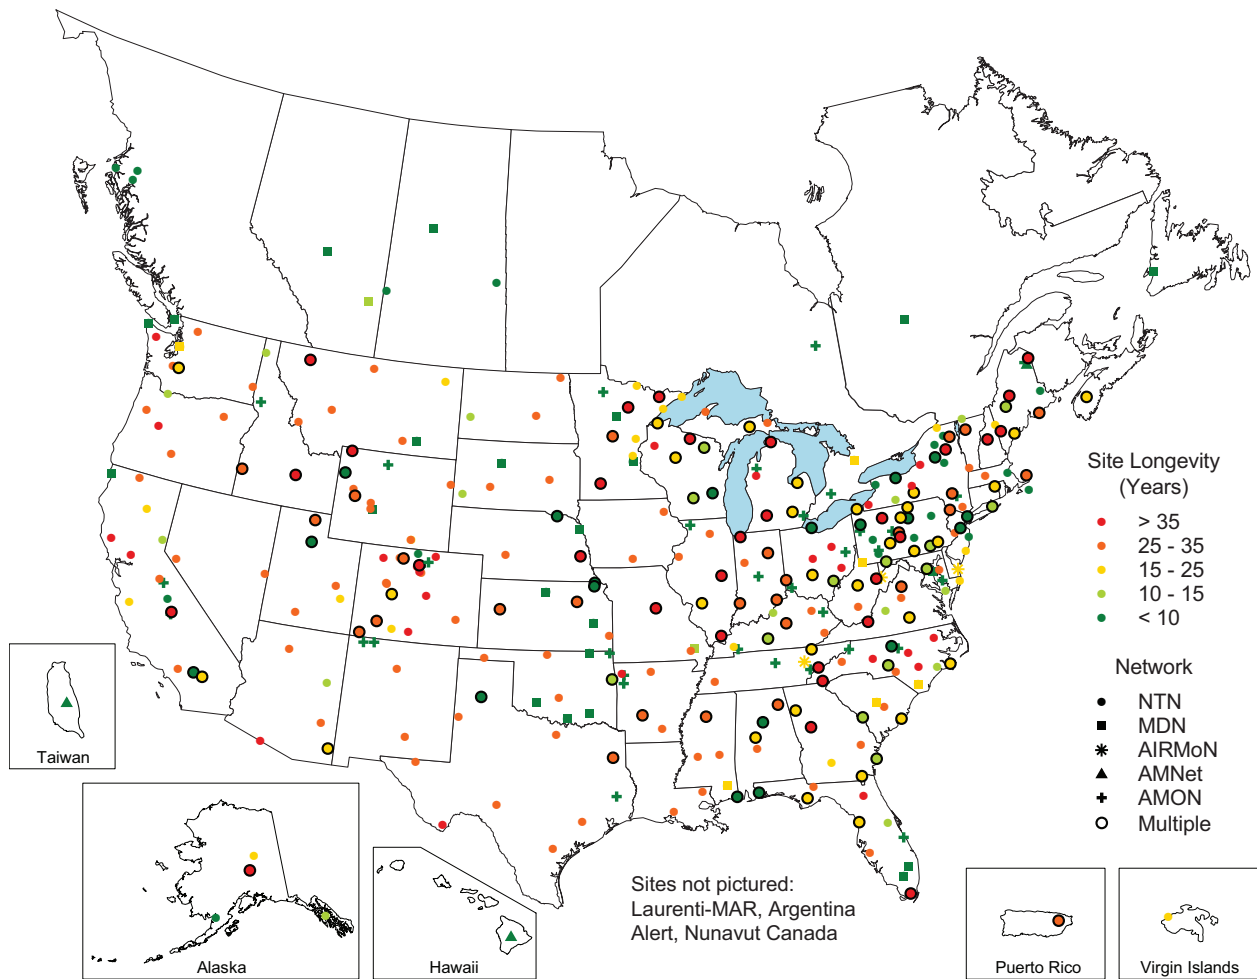 Site Longevity
(Years)
> 35
25 - 35
15 - 25
10 - 15
< 10
Network
NTN
MDN
AIRMoN
AMNet
AMON
Multiple
Taiwan
Alaska
Hawaii
Sites not pictured:
Laurenti-MAR, Argentina
Alert, Nunavut Canada
Puerto Rico
Virgin Islands